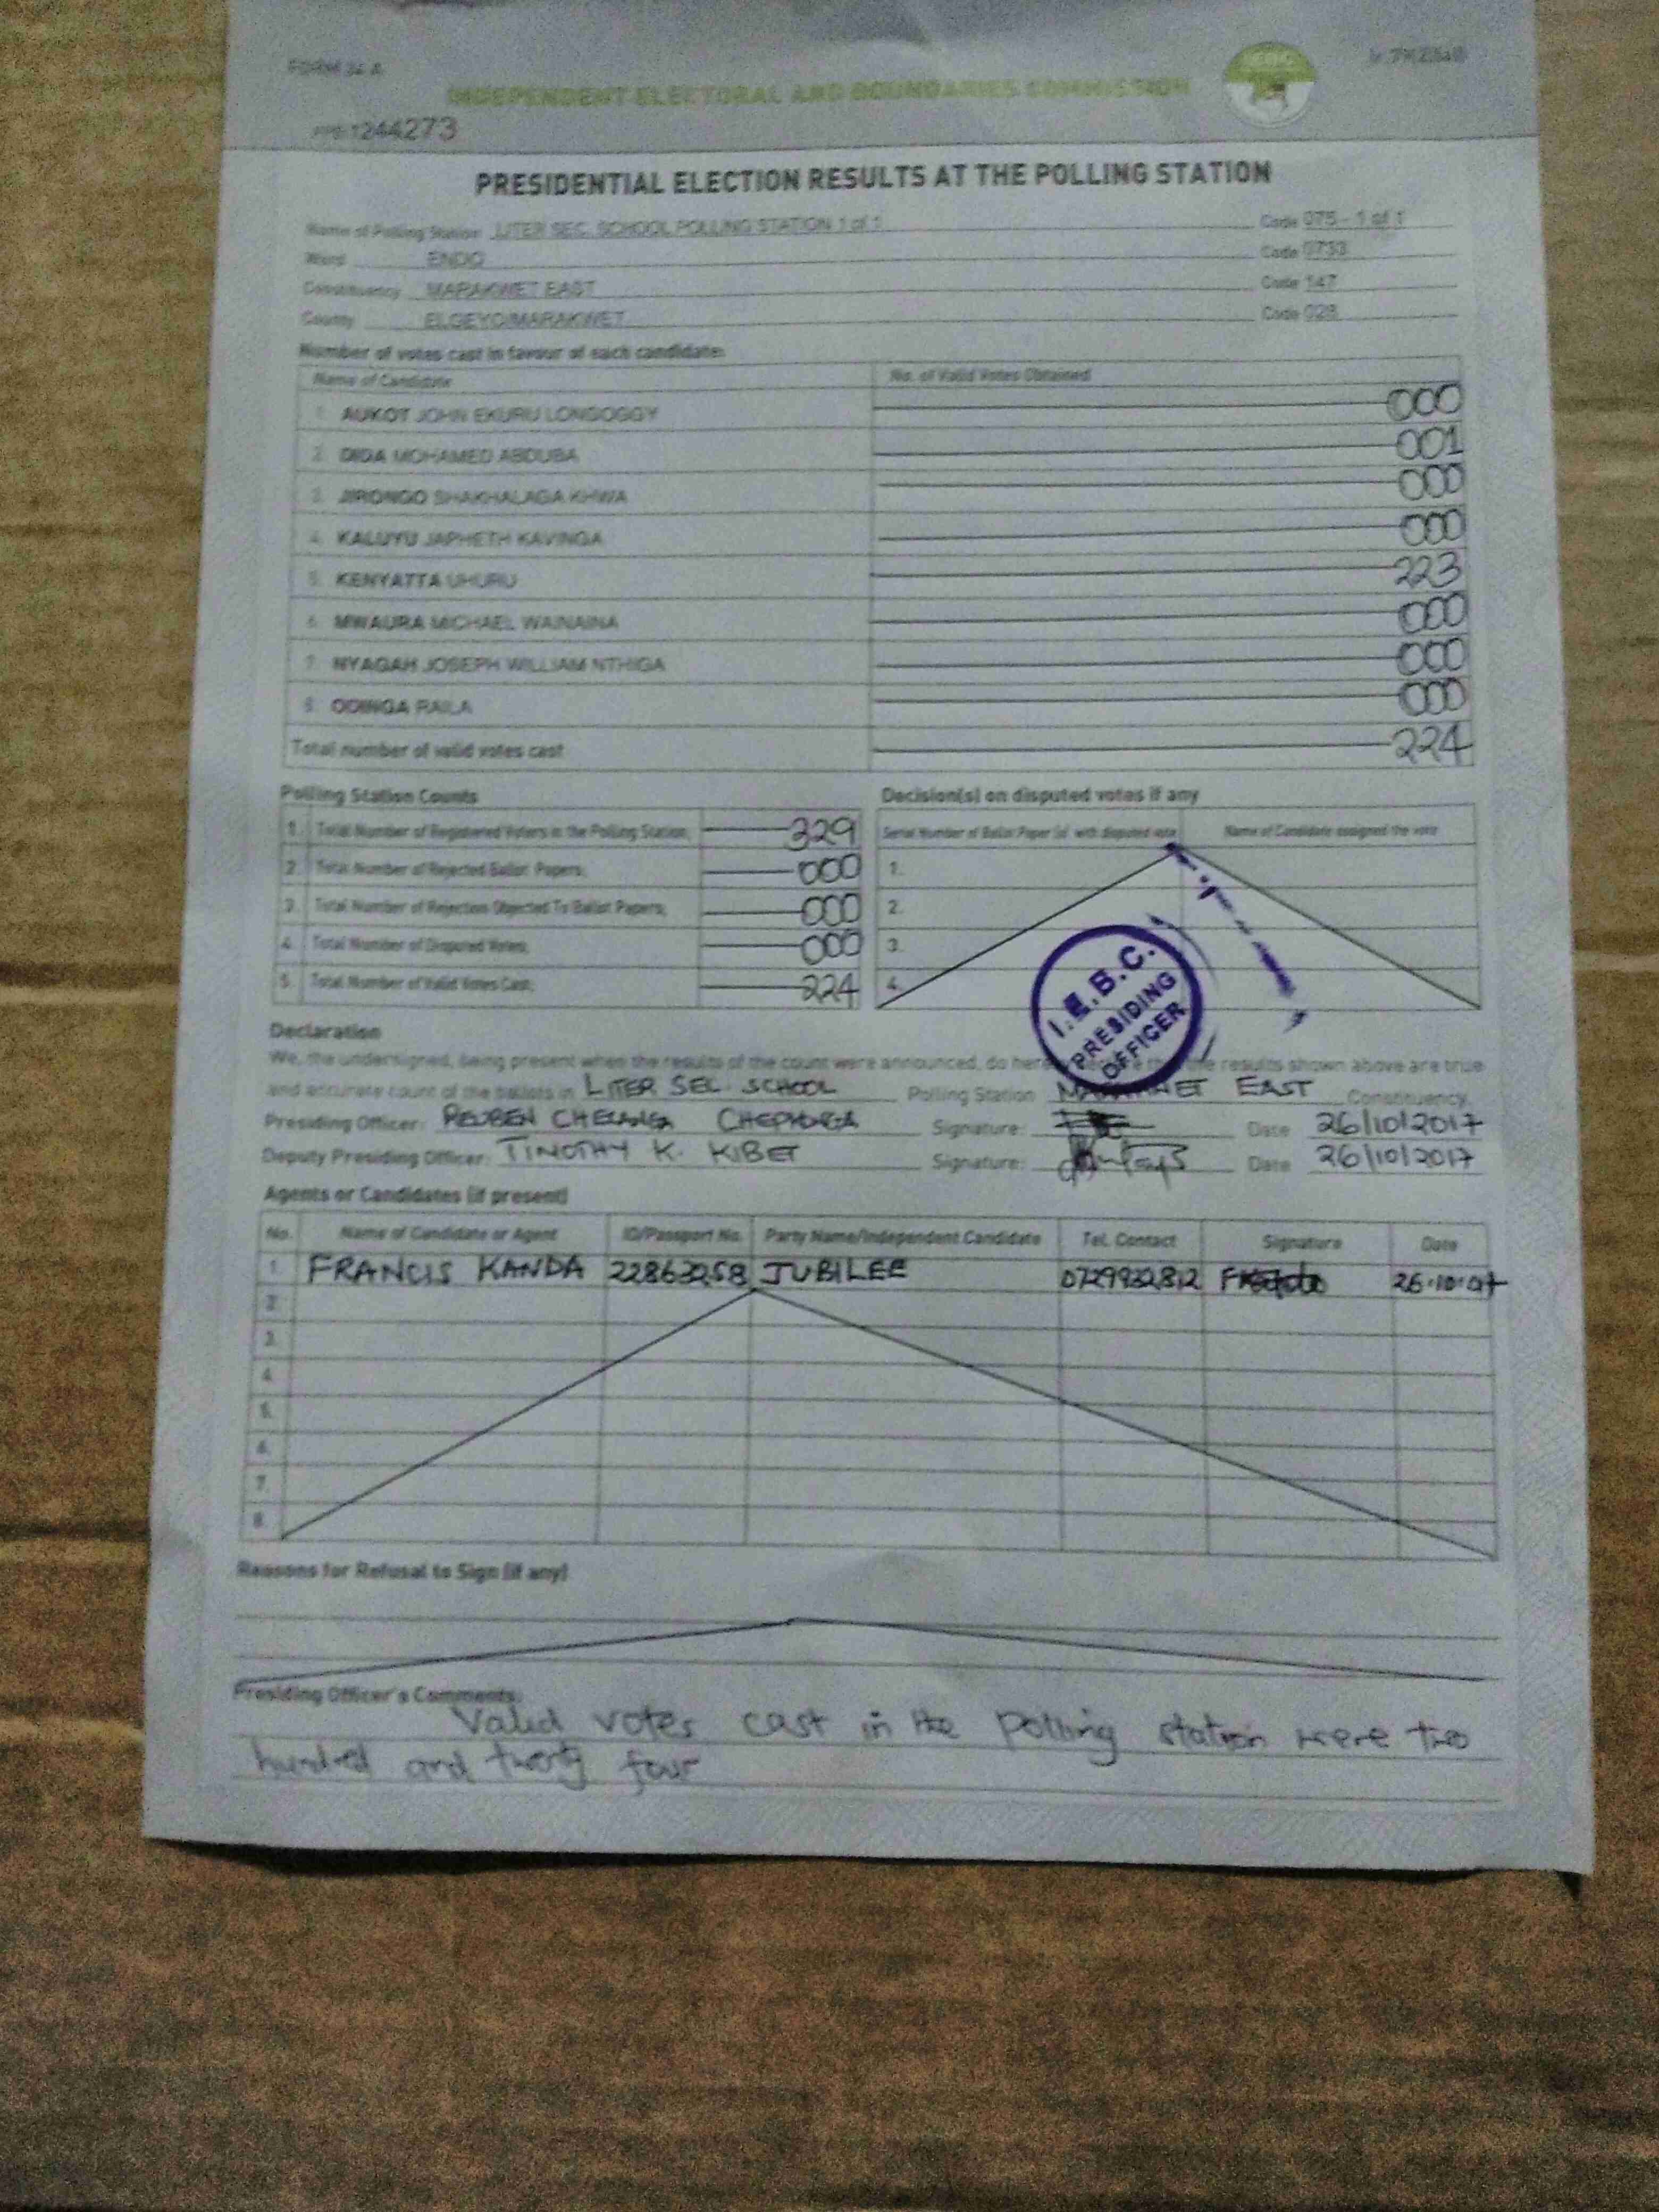 FORM 34 A
INDEPENDENT ELECTORAL AND BOUNDARIES COMMISSION
1244273
PRESIDENTIAL ELECTION RESULTS AT THE POLLING STATION
Name of Polling Station LITER SEC. SCHOOL POLLING STATION 1 of 1 Code 075 - 1 of 1
Ward ENDO Code 0733
Constituency MARAKWET EAST Code 147
County ELGEYO/MARAKWET Code 028
Number of votes cast in favour of each candidate:
Name of Candidate No. of Valid Votes Obtained
1. AUKOT JOHN EKURU LONGOGGY 000
2. DIDA MOHAMED ABDUBA 001
3. JIRONGO SHAKHALAGA KHWA 000
4. KALUYU JAPHETH KAVINGA 000
5. KENYATTA UHURU 223
6. MWAURA MICHAEL WAINAINA 000
7. NYAGAH JOSEPH WILLIAM NTHIGA 000
8. ODINGA RAILA 000
Total number of valid votes cast 224
Polling Station Counts
1. Total Number of Registered Voters in the Polling Station; 329
2. Total Number of Rejected Ballot Papers; 000
3. Total Number of Rejection Objected To Ballot Papers; 000
4. Total Number of Disputed Votes; 000
5. Total Number of Valid Votes Cast; 224
Decision(s) on disputed votes if any
Serial Number of Ballot Paper (s) with disputed vote Name of Candidate assigned the vote
1.
2.
3.
4.
I.E.B.C.
PRESIDING
OFFICER
Declaration
We, the undersigned, being present when the results of the count were announced, do the results shown above are true
and accurate count of the ballots in LITER SEC. SCHOOL Polling Station MARAKWET EAST Constituency.
Presiding Officer: REUBEN Signature: Date 26/10/2017
Deputy Presiding Officer: TIMOTHY K. KIBET Signature: Date 26/10/2017
Agents or Candidates (if present)
No. Name of Candidate or Agent ID/Passport No. Party Name/Independent Candidate Tel. Contact Signature Date
1. FRANCIS KANDA 22863258 JUBILEE 0729932812
2.
3.
4.
5.
6.
7.
8.
Reasons for Refusal to Sign (if any)
Presiding Officer's Comments:
Valid votes cast in the polling station were two
hundred and twenty four